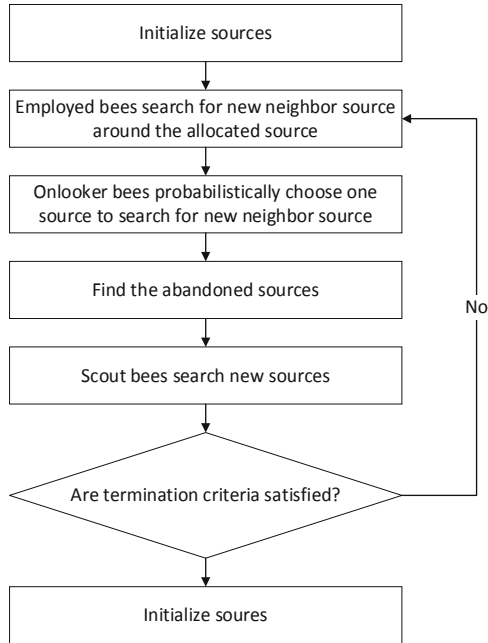 Initialize sources
Employed bees search for new neighbor source
around the allocated source
Onlooker bees probabilistically choose one
source to search for new neighbor source
Find the abandoned sources
No
Scout bees search new sources
Are termination criteria satisfied?
Initialize soures